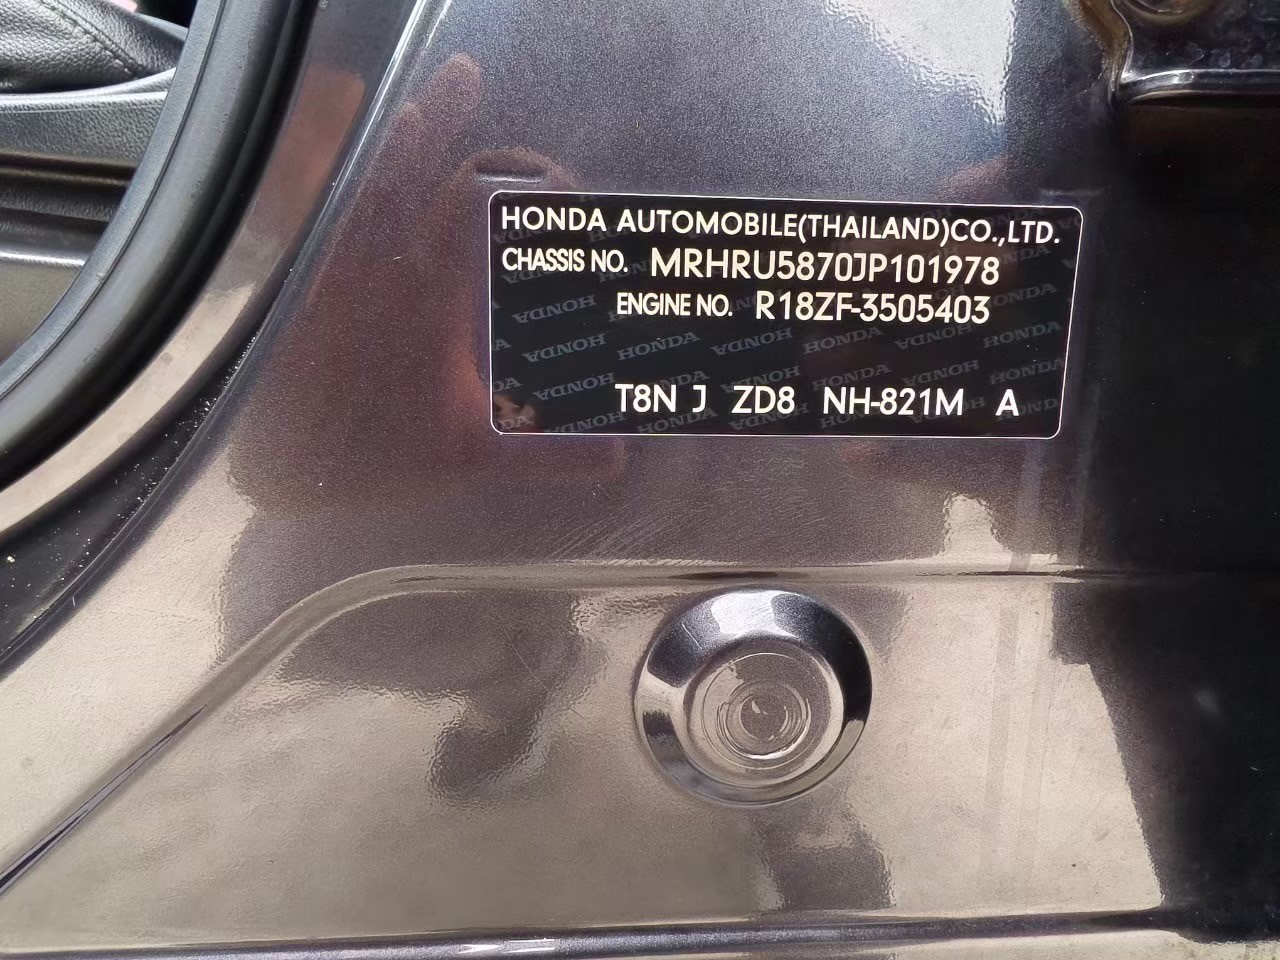 HONDA AUTOMOBILE(THAILAND)CO.,LTD.
CHASSIS NO. MRHRU5870JP101978
ENGINE NO. R18ZF-3505403
T8N J ZD8 NH-821M A